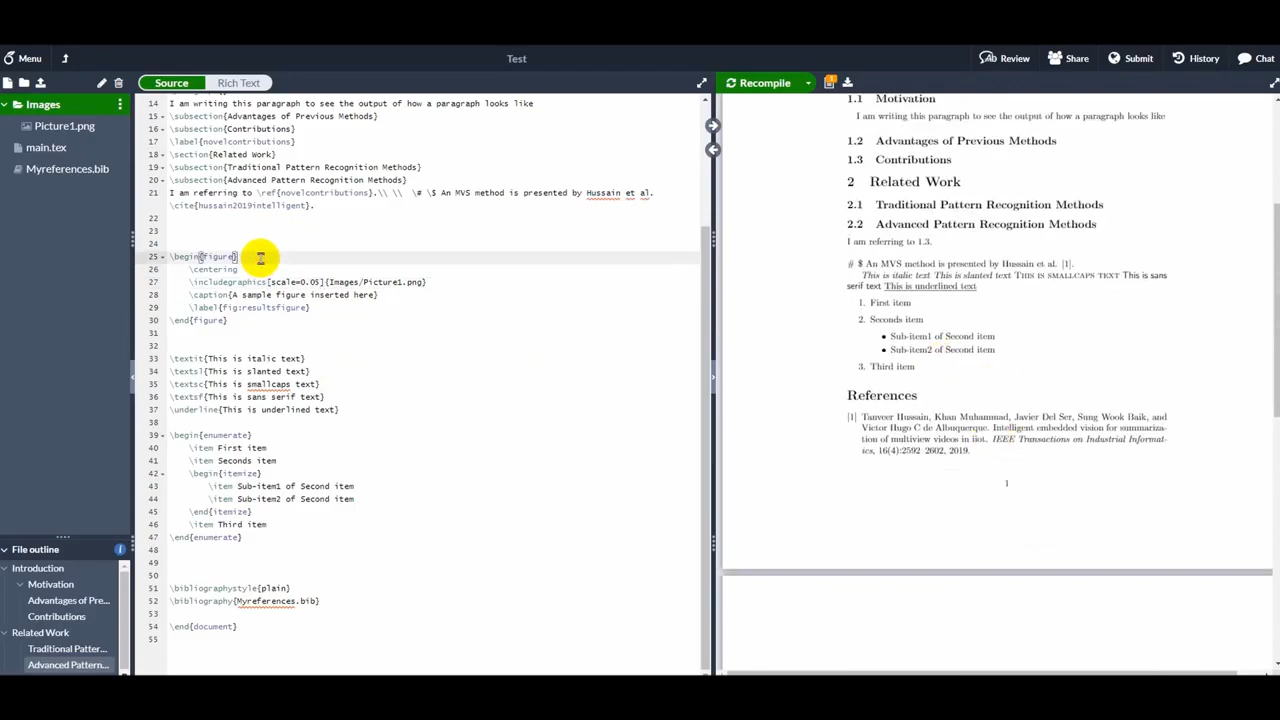 Menu
Test
Review
Share
Submit
History
Chat
Source
Rich Text
Recompile
1
Images
Picture1.png
main.tex
Myreferences.bib
14 I am writing this paragraph to see the output of how a paragraph looks like
15 \subsection{Advantages of Previous Methods}
16 \subsection{Contributions}
17 \label{novelcontributions}
18 \section{Related Work}
19 \subsection{Traditional Pattern Recognition Methods}
20 \subsection{Advanced Pattern Recognition Methods}
21 I am referring to \ref{novelcontributions}.\\ \\ \# \$ An MVS method is presented by Hussain et al.
\cite{hussain2019intelligent}.
22
23
24
25 \begin{figure}
26 \centering
27 \includegraphics[scale=0.05]{Images/Picture1.png}
28 \caption{A sample figure inserted here}
29 \label{fig:resultsfigure}
30 \end{figure}
31
32
33 \textit{This is italic text}
34 \textsl{This is slanted text}
35 \textsc{This is smallcaps text}
36 \textsf{This is sans serif text}
37 \underline{This is underlined text}
38
39 \begin{enumerate}
40 \item First item
41 \item Seconds item
42 \begin{itemize}
43 \item Sub-item1 of Second item
44 \item Sub-item2 of Second item
45 \end{itemize}
46 \item Third item
47 \end{enumerate}
48
49
50
51 \bibliographystyle{plain}
52 \bibliography{Myreferences.bib}
53
54 \end{document}
55
File outline
Introduction
Motivation
Advantages of Pre...
Contributions
Related Work
Traditional Patter...
Advanced Pattern...
1.1 Motivation
I am writing this paragraph to see the output of how a paragraph looks like
1.2 Advantages of Previous Methods
1.3 Contributions
2 Related Work
2.1 Traditional Pattern Recognition Methods
2.2 Advanced Pattern Recognition Methods
I am referring to 1.3.
# $ An MVS method is presented by Hussain et al. [1].
This is italic text This is slanted text This is smallcaps text This is sans
serif text This is underlined text
1. First item
2. Seconds item
• Sub-item1 of Second item
• Sub-item2 of Second item
3. Third item
References
[1] Tanveer Hussain, Khan Muhammad, Javier Del Ser, Sung Wook Baik, and
Victor Hugo C de Albuquerque. Intelligent embedded vision for summariza-
tion of multiview videos in iiot. IEEE Transactions on Industrial Informat-
ics, 16(4):2592–2602, 2019.
1